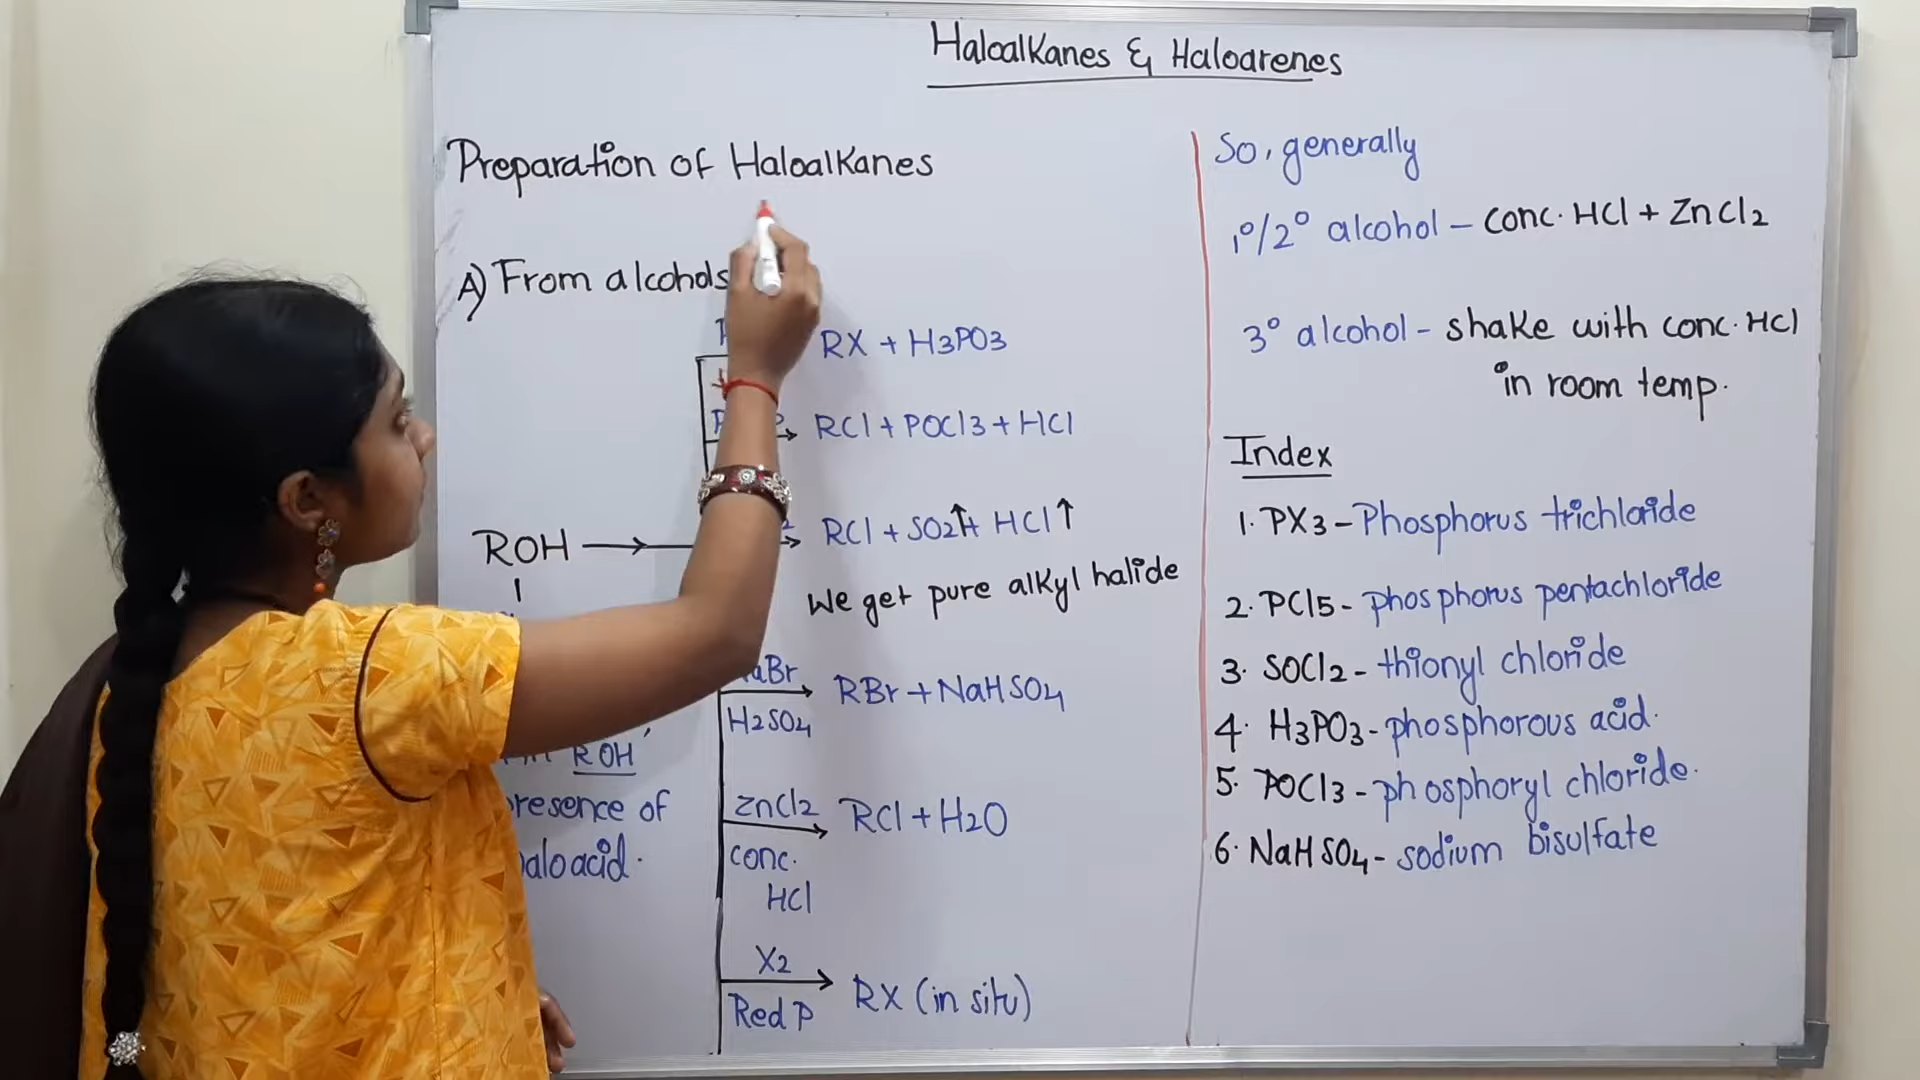 Haloalkanes & Haloarenes
Preparation of Haloalkanes
A) From alcohols
RX + H3PO3
RCl + POCl3 + HCl
ROH
RCl + SO2↑ + HCl↑
We get pure alkyl halide
RBr + NaHSO4
H2SO4
ROH
presence of
haloacid.
ZnCl2
RCl + H2O
conc.
HCl
X2
RX (in situ)
Red P
So, generally
1°/2° alcohol - conc. HCl + ZnCl2
3° alcohol - shake with conc. HCl
in room temp.
Index
1. PX3 - Phosphorus trichloride
2. PCl5 - phosphorus pentachloride
3. SOCl2 - thionyl chloride
4. H3PO3 - phosphorous acid.
5. POCl3 - phosphoryl chloride.
6. NaHSO4 - sodium bisulfate